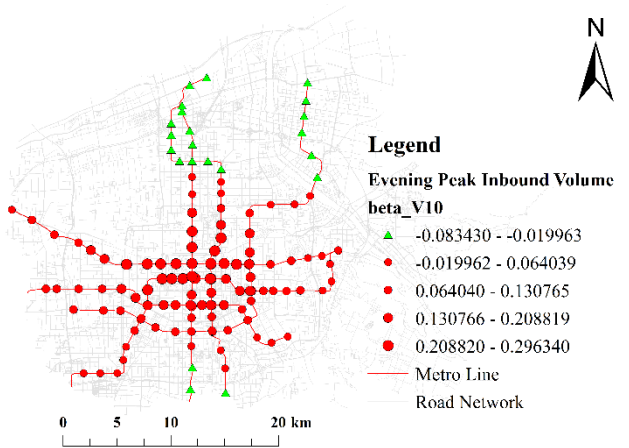 N
Legend
Evening Peak Inbound Volume
beta_V10
-0.083430 - -0.019963
-0.019962 - 0.064039
0.064040 - 0.130765
0.130766 - 0.208819
0.208820 - 0.296340
Metro Line
Road Network
0 5 10 20 km